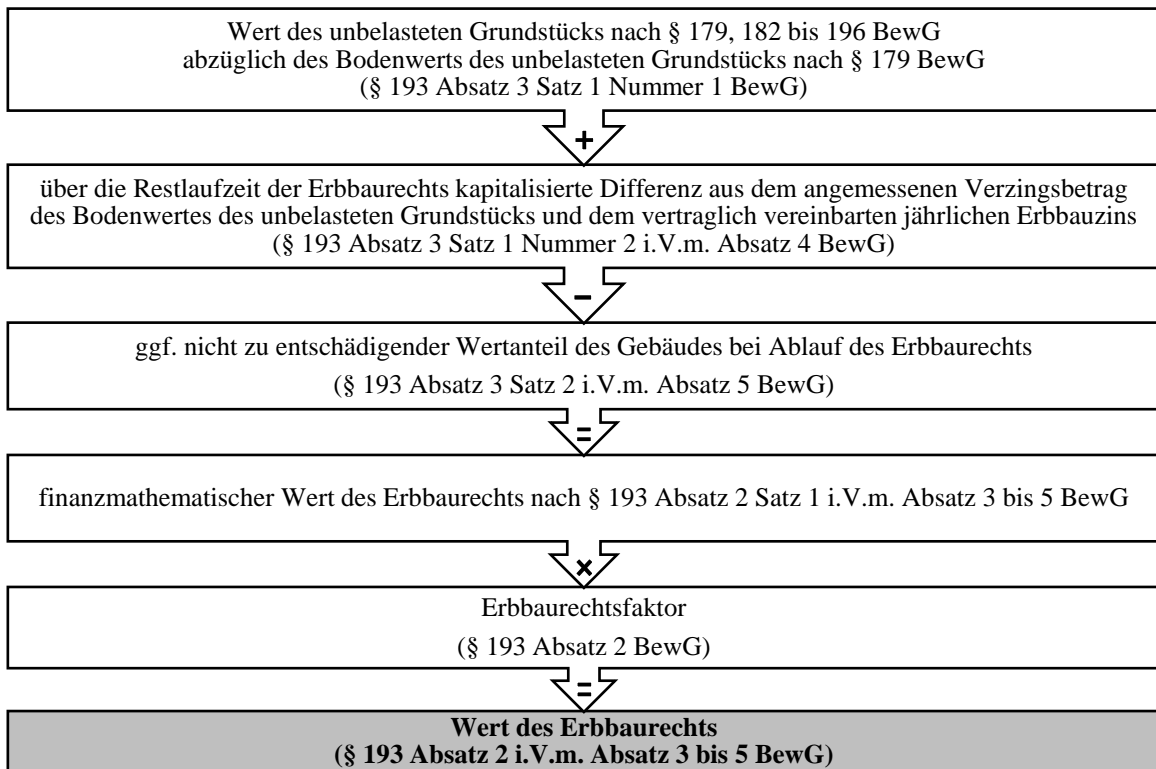 Wert des unbelasteten Grundstücks nach § 179, 182 bis 196 BewG
abzüglich des Bodenwerts des unbelasteten Grundstücks nach § 179 BewG
(§ 193 Absatz 3 Satz 1 Nummer 1 BewG)
+
über die Restlaufzeit der Erbbaurechts kapitalisierte Differenz aus dem angemessenen Verzingsbetrag
des Bodenwertes des unbelasteten Grundstücks und dem vertraglich vereinbarten jährlichen Erbbauzins
(§ 193 Absatz 3 Satz 1 Nummer 2 i.V.m. Absatz 4 BewG)
–
ggf. nicht zu entschädigender Wertanteil des Gebäudes bei Ablauf des Erbbaurechts
(§ 193 Absatz 3 Satz 2 i.V.m. Absatz 5 BewG)
=
finanzmathematischer Wert des Erbbaurechts nach § 193 Absatz 2 Satz 1 i.V.m. Absatz 3 bis 5 BewG
×
Erbbaurechtsfaktor
(§ 193 Absatz 2 BewG)
=
Wert des Erbbaurechts
(§ 193 Absatz 2 i.V.m. Absatz 3 bis 5 BewG)